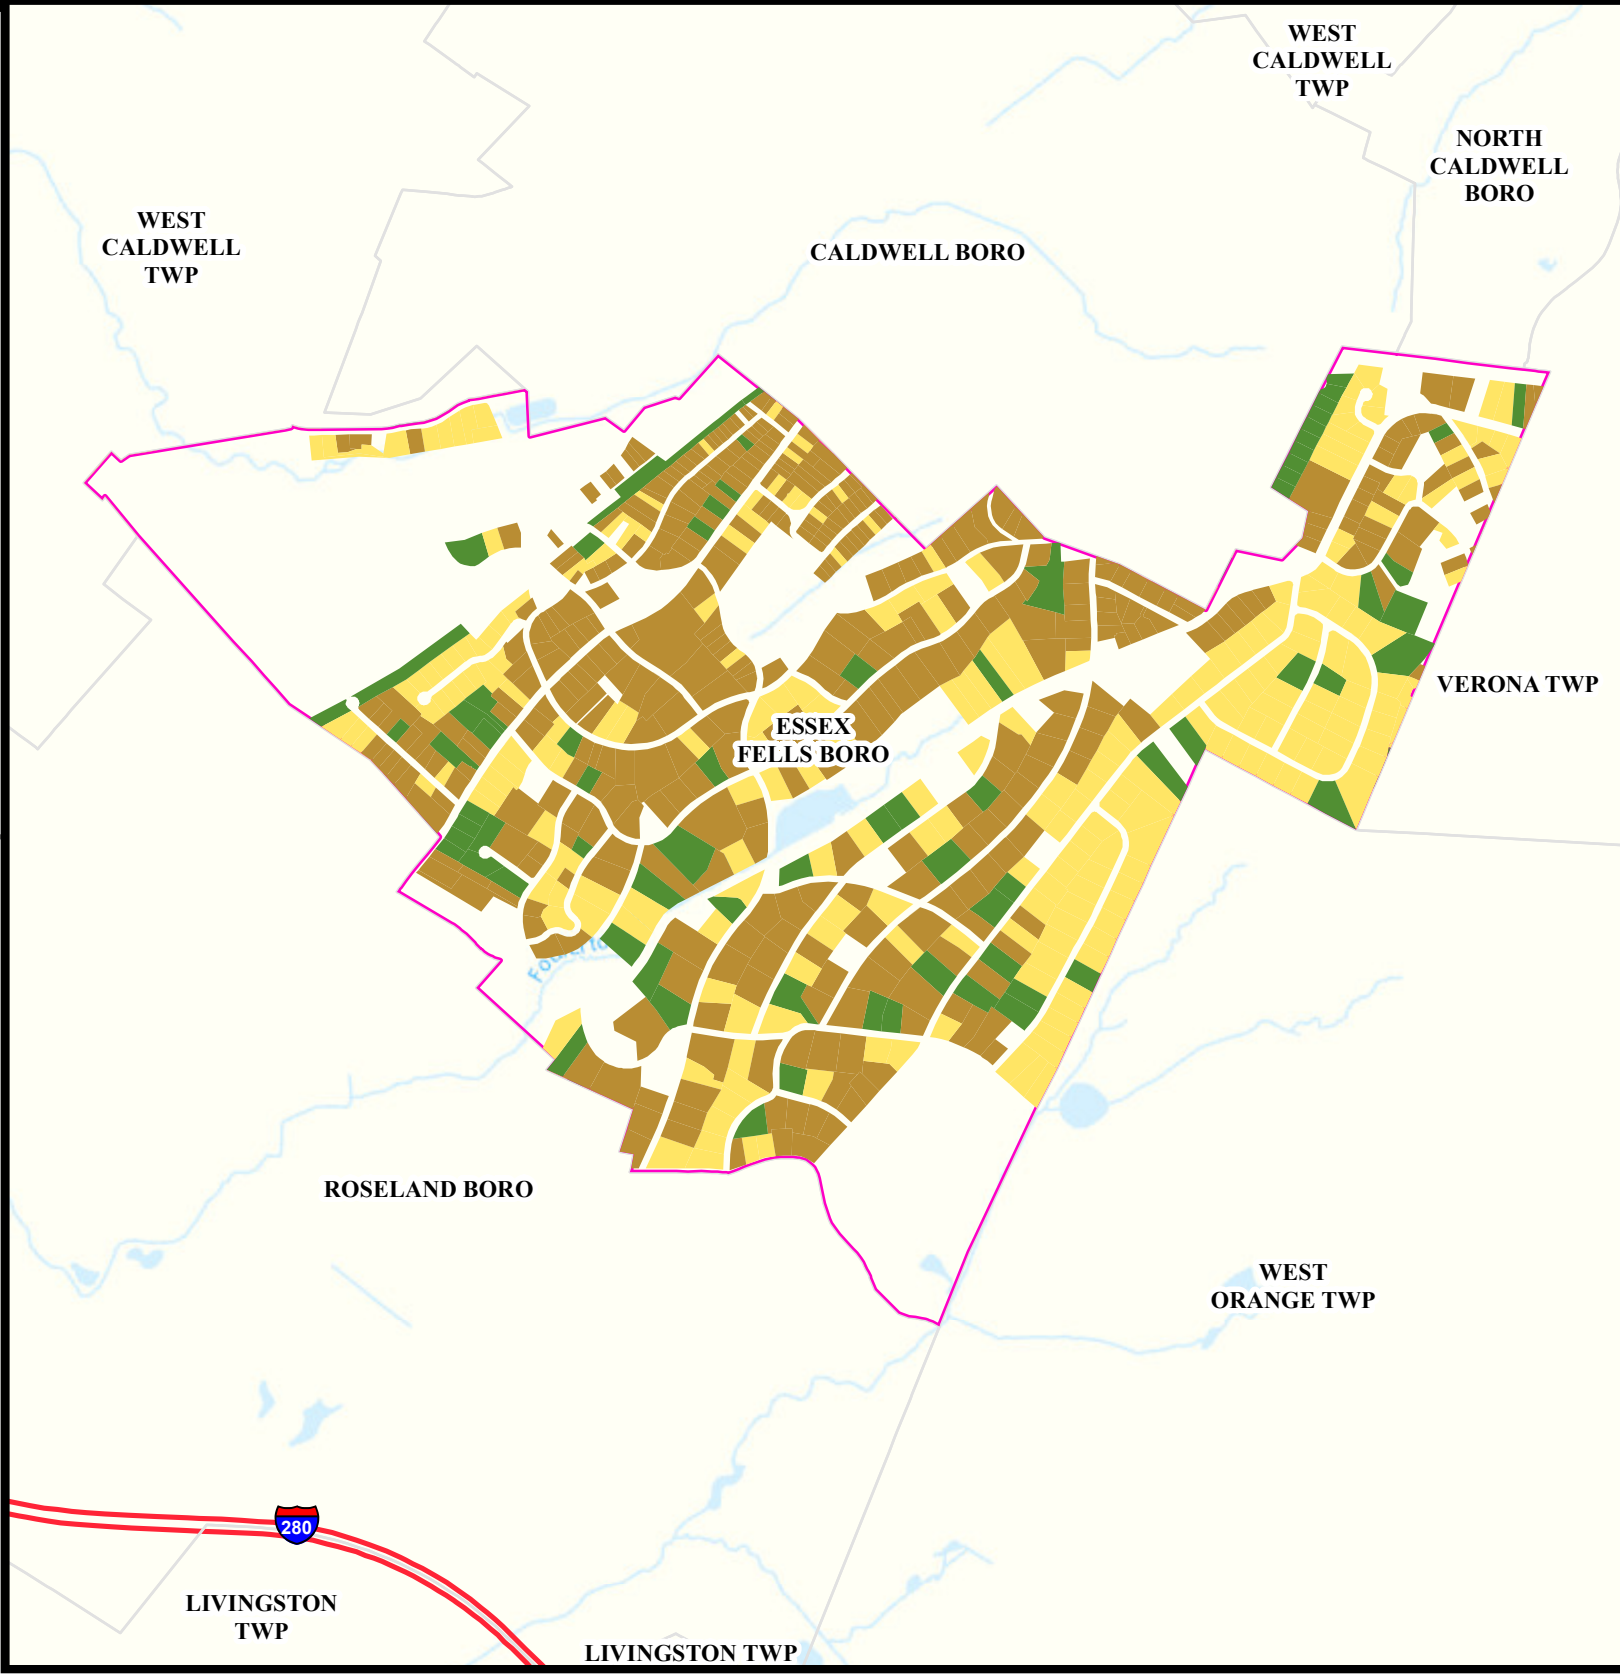 WEST
CALDWELL
TWP
NORTH
CALDWELL
BORO
WEST
CALDWELL
TWP
CALDWELL BORO
VERONA TWP
ESSEX
FELLS BORO
ROSELAND BORO
WEST
ORANGE TWP
280
LIVINGSTON
TWP
LIVINGSTON TWP